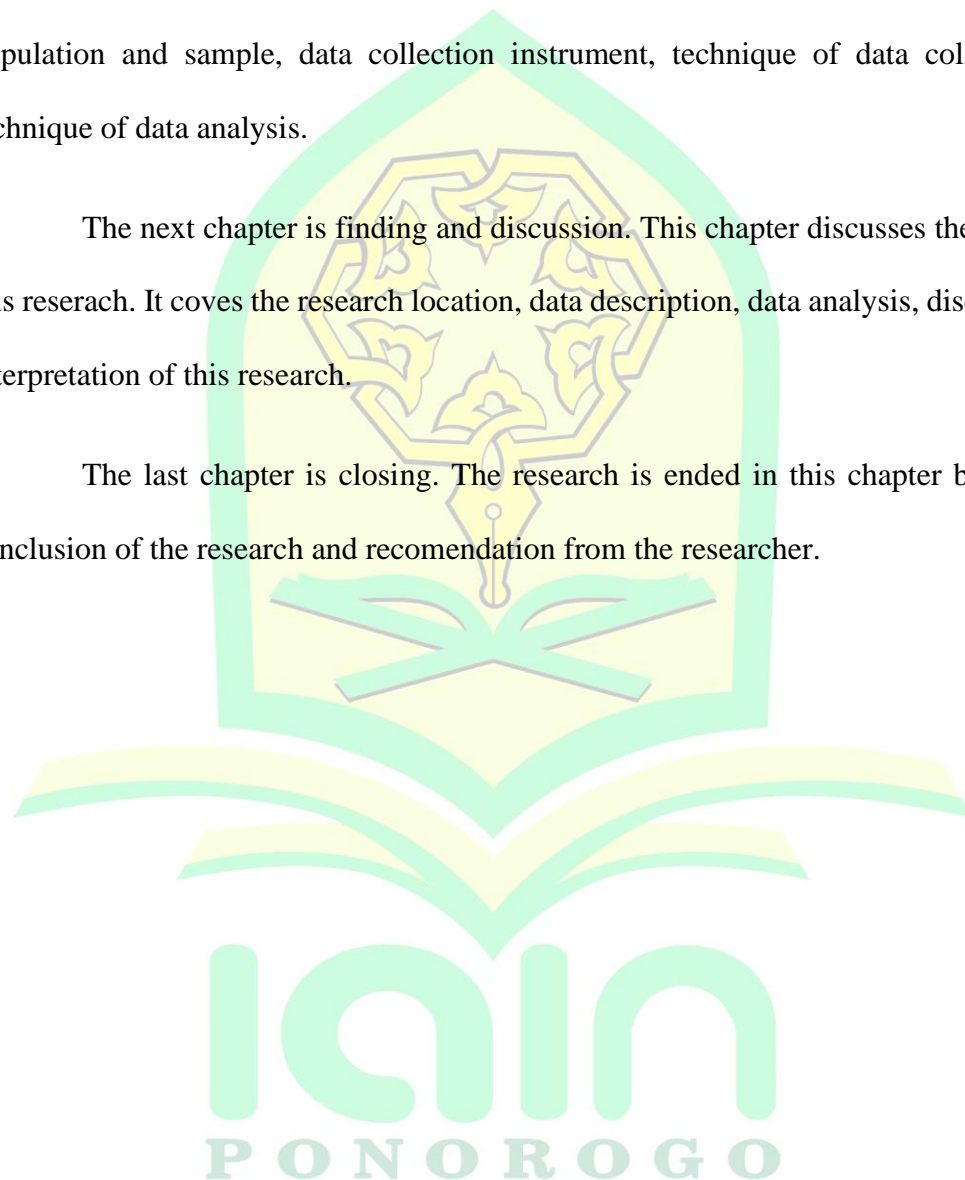 pulation and sample, data collection instrument, technique of data coll
chnique of data analysis.
The next chapter is finding and discussion. This chapter discusses the
is reserach. It coves the research location, data description, data analysis, dis
terpretation of this research.
The last chapter is closing. The research is ended in this chapter b
nclusion of the research and recomendation from the researcher.
iain
PONOROGO